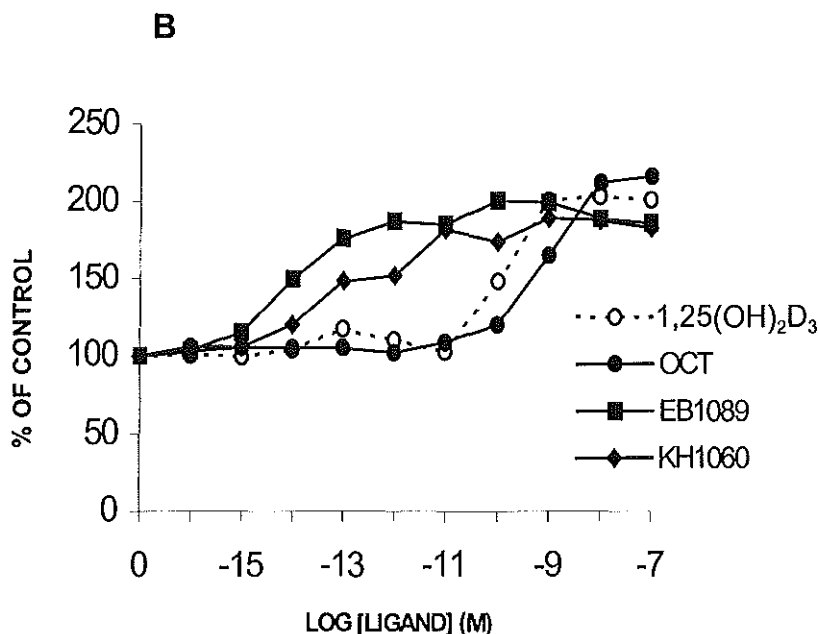 B
250
200
150
100
50
0
% OF CONTROL
0 -15 -13 -11 -9 -7
LOG [LIGAND] (M)
1,25(OH)₂D₃
OCT
EB1089
KH1060